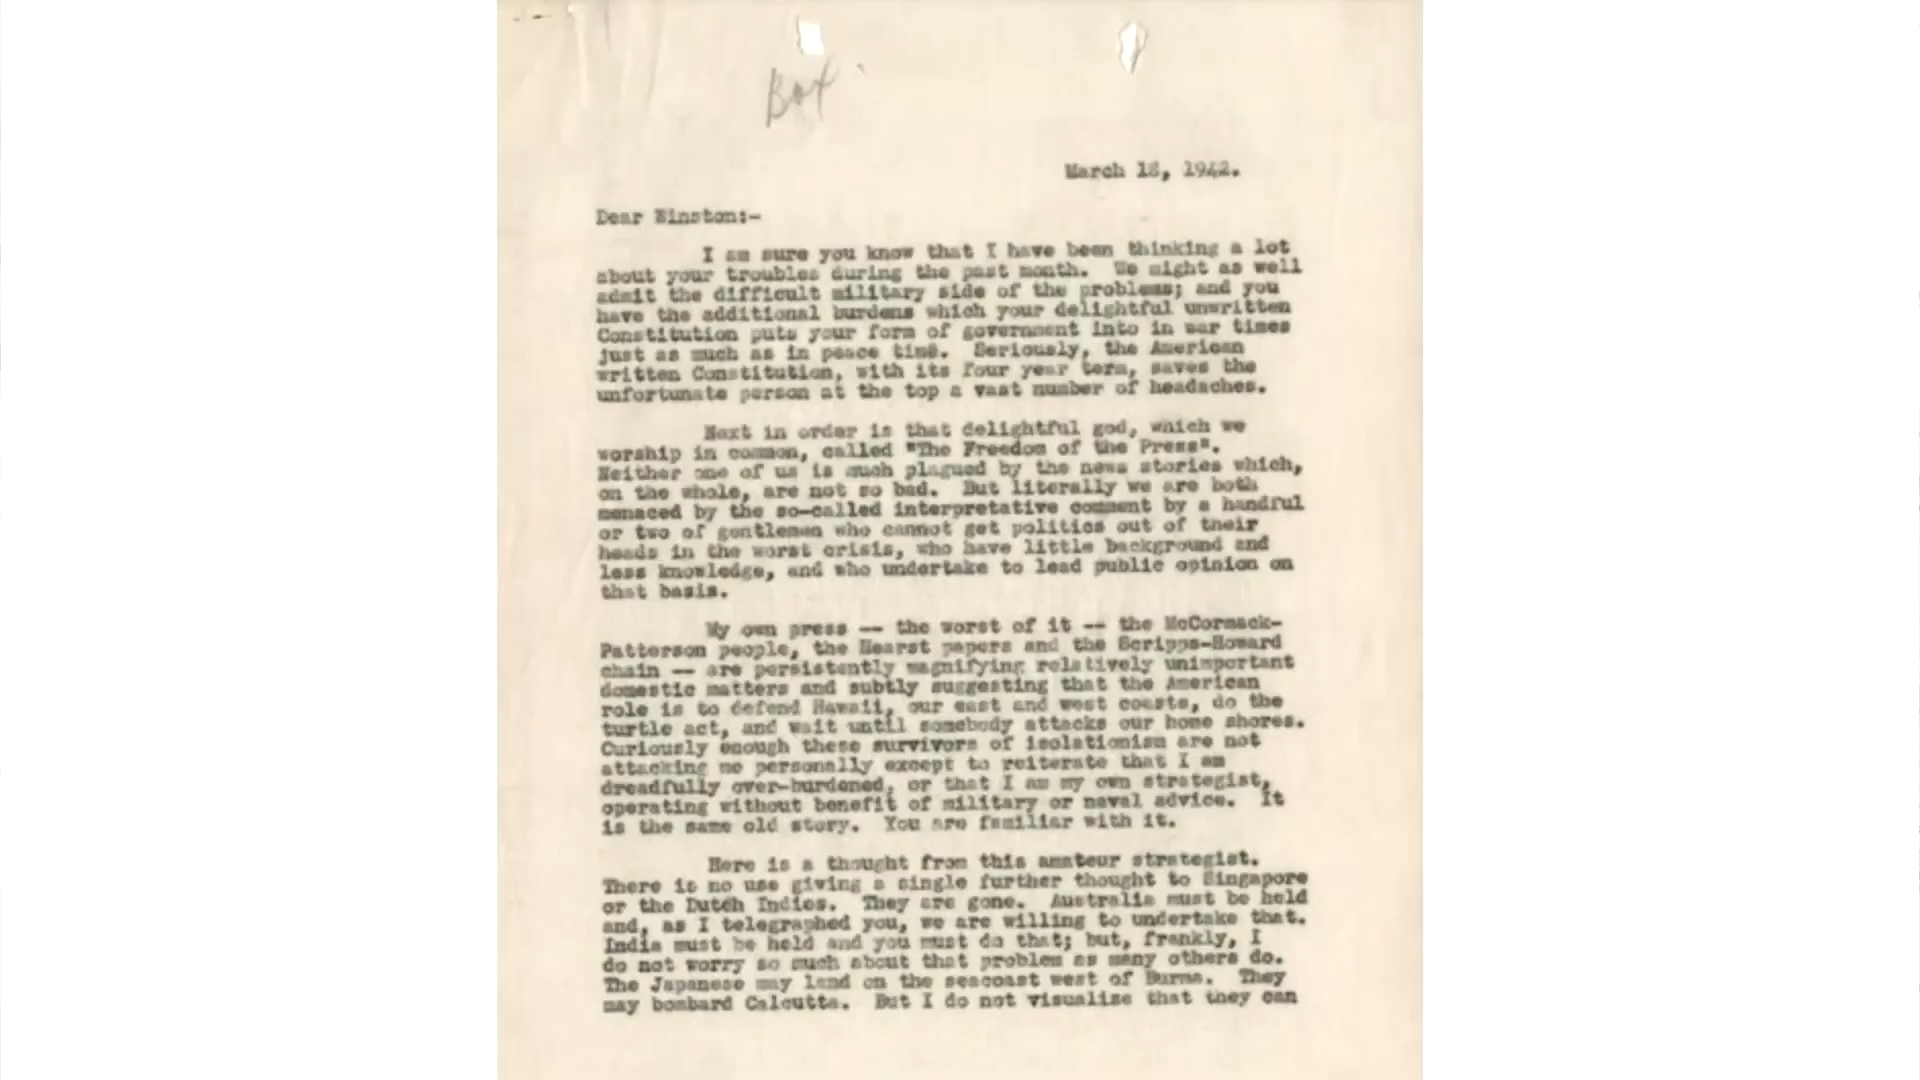 Bot
March 18, 1942.
Dear Winston:-
I am sure you know that I have been thinking a lot
about your troubles during the past month. We might as well
admit the difficult military side of the problems; and you
have the additional burdens which your delightful unwritten
Constitution puts your form of government into in war times
just as much as in peace time. Seriously, the American
written Constitution, with its four year term, saves the
unfortunate person at the top a vast number of headaches.
Next in order is that delightful god, which we
worship in common, called "The Freedom of the Press".
Neither one of us is much plagued by the news stories which,
on the whole, are not so bad. But literally we are both
menaced by the so-called interpretative comment by a handful
or two of gentlemen who cannot get politics out of their
heads in the worst crisis, who have little background and
less knowledge, and who undertake to lead public opinion on
that basis.
My own press -- the worst of it -- the McCormack-
Patterson people, the Hearst papers and the Scripps-Howard
chain -- are persistently magnifying relatively unimportant
domestic matters and subtly suggesting that the American
role is to defend Hawaii, our east and west coasts, do the
turtle act, and wait until somebody attacks our home shores.
Curiously enough these survivors of isolationism are not
attacking me personally except to reiterate that I am
dreadfully over-burdened, or that I am my own strategist,
operating without benefit of military or naval advice. It
is the same old story. You are familiar with it.
Here is a thought from this amateur strategist.
There is no use giving a single further thought to Singapore
or the Dutch Indies. They are gone. Australia must be held
and, as I telegraphed you, we are willing to undertake that.
India must be held and you must do that; but, frankly, I
do not worry so much about that problem as many others do.
The Japanese may land on the seacoast west of Burma. They
may bombard Calcutta. But I do not visualize that they can